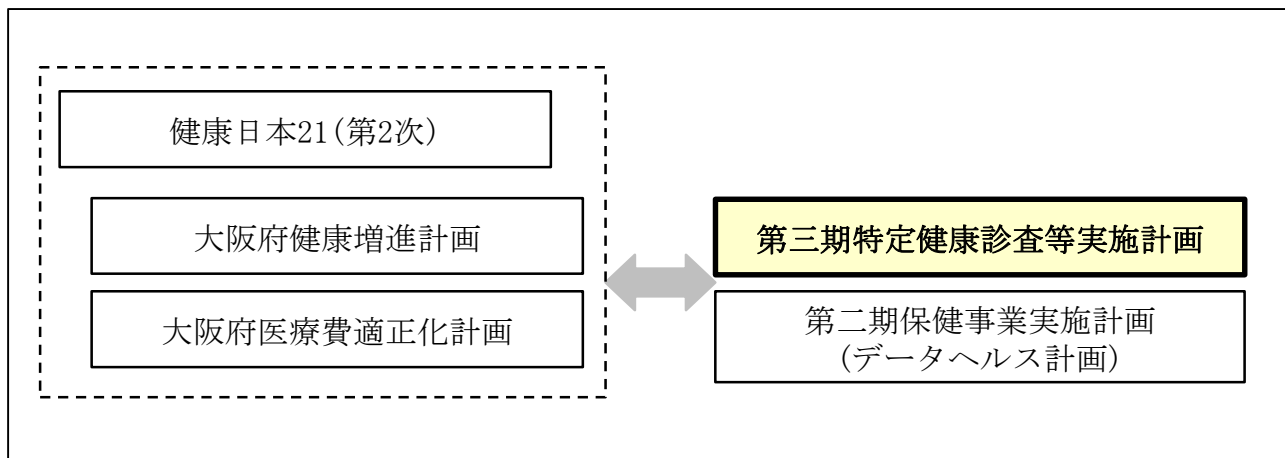 健康日本21(第2次)
大阪府健康増進計画
大阪府医療費適正化計画
第三期特定健康診査等実施計画
第二期保健事業実施計画
(データヘルス計画)